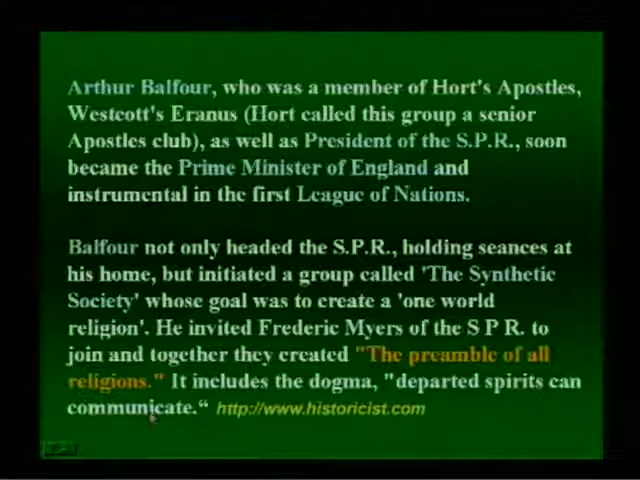 Arthur Balfour, who was a member of Hort's Apostles,
Westcott's Eranus (Hort called this group a senior
Apostles club), as well as President of the S.P.R., soon
became the Prime Minister of England and
instrumental in the first League of Nations.
Balfour not only headed the S.P.R., holding seances at
his home, but initiated a group called 'The Synthetic
Society' whose goal was to create a 'one world
religion'. He invited Frederic Myers of the S P R. to
join and together they created "The preamble of all
religions." It includes the dogma, "departed spirits can
communicate.“ http://www.historicist.com